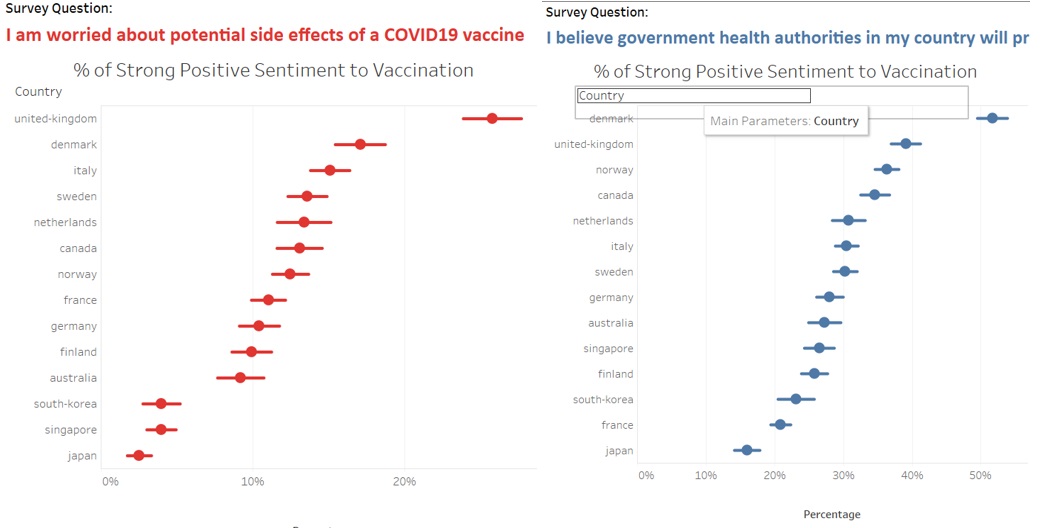 Survey Question:
I am worried about potential side effects of a COVID19 vaccine
% of Strong Positive Sentiment to Vaccination
Country
united-kingdom
denmark
italy
sweden
netherlands
canada
norway
france
germany
finland
australia
south-korea
singapore
japan
0% 10% 20%
Survey Question:
I believe government health authorities in my country will pr
% of Strong Positive Sentiment to Vaccination
Country
Main Parameters: Country
denmark
united-kingdom
norway
canada
netherlands
italy
sweden
germany
australia
singapore
finland
south-korea
france
japan
0% 10% 20% 30% 40% 50%
Percentage